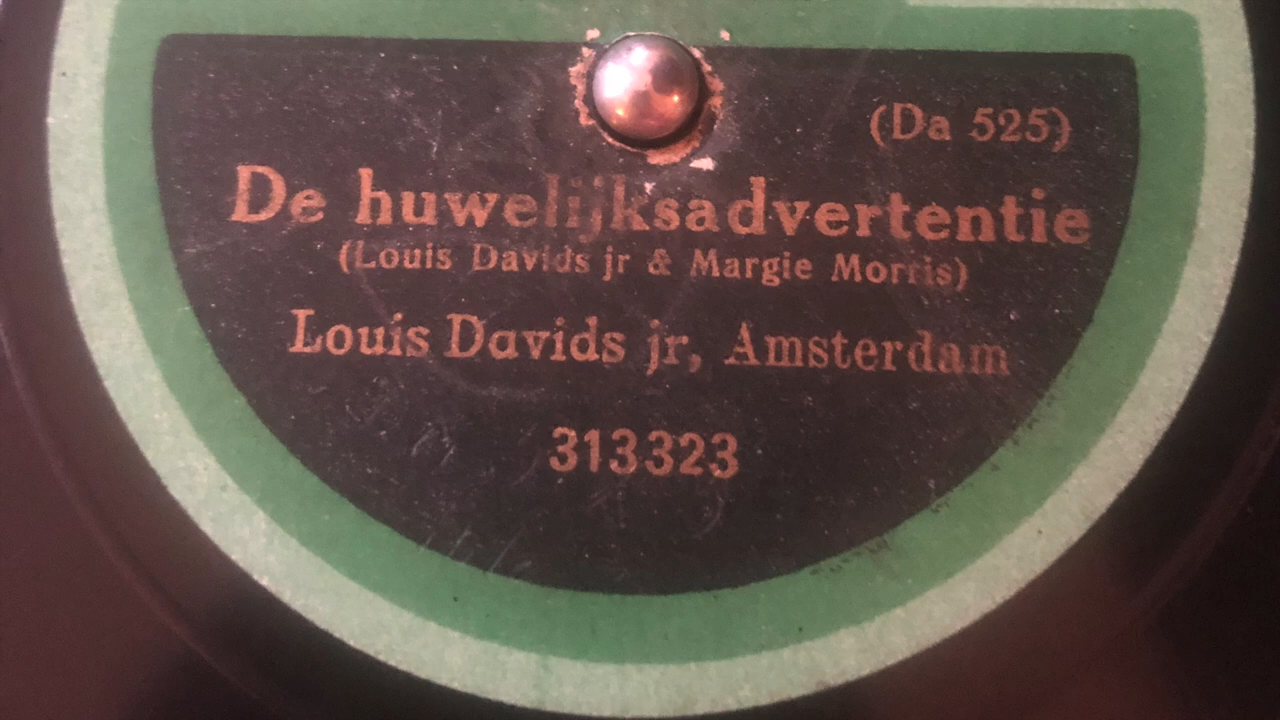 (Da 525)
De huwelijksadvertentie
(Louis Davids jr & Margie Morris)
Louis Davids jr, Amsterdam
313323